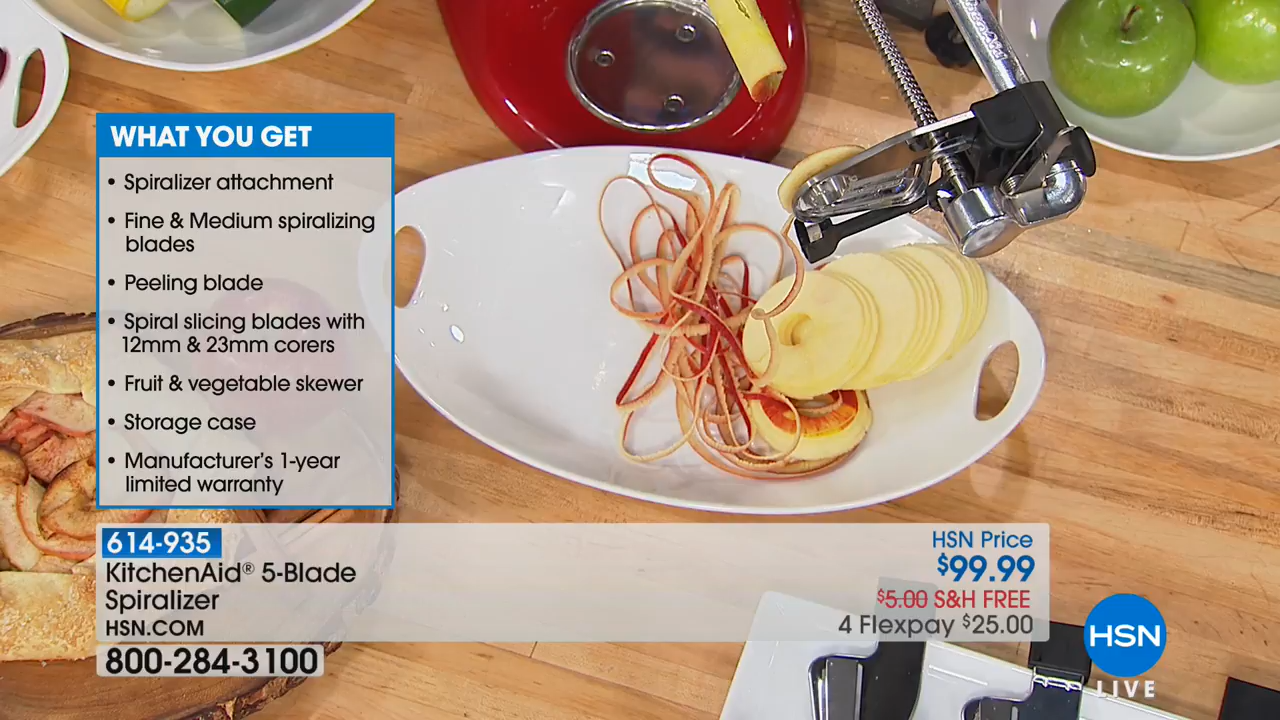 WHAT YOU GET
• Spiralizer attachment
• Fine & Medium spiralizing
blades
• Peeling blade
• Spiral slicing blades with
12mm & 23mm corers
• Fruit & vegetable skewer
• Storage case
• Manufacturer's 1-year
limited warranty
614-935
KitchenAid® 5-Blade
Spiralizer
HSN.COM
800-284-3100
HSN Price
$99.99
$5.00 S&H FREE
4 Flexpay $25.00
HSN
LIVE